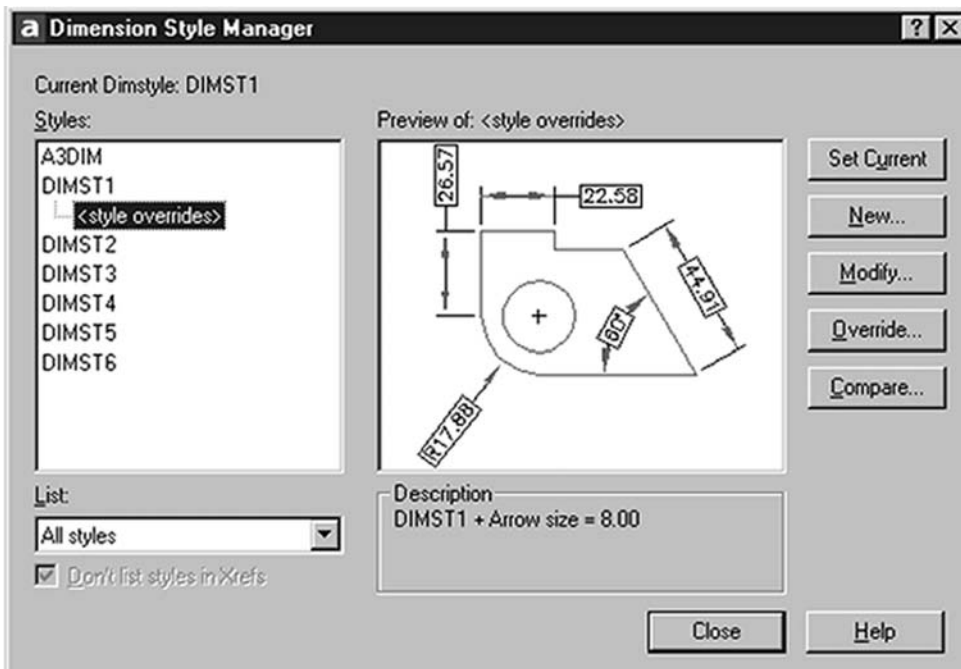 a Dimension Style Manager
Current Dimstyle: DIMST1
Styles:
A3DIM
DIMST1
<style overrides>
DIMST2
DIMST3
DIMST4
DIMST5
DIMST6
List:
All styles
Don't list styles in Xrefs
Preview of: <style overrides>
26.57
22.58
44.91
60°
R17.88
Description
DIMST1 + Arrow size = 8.00
Set Current
New...
Modify...
Override...
Compare...
Close
Help